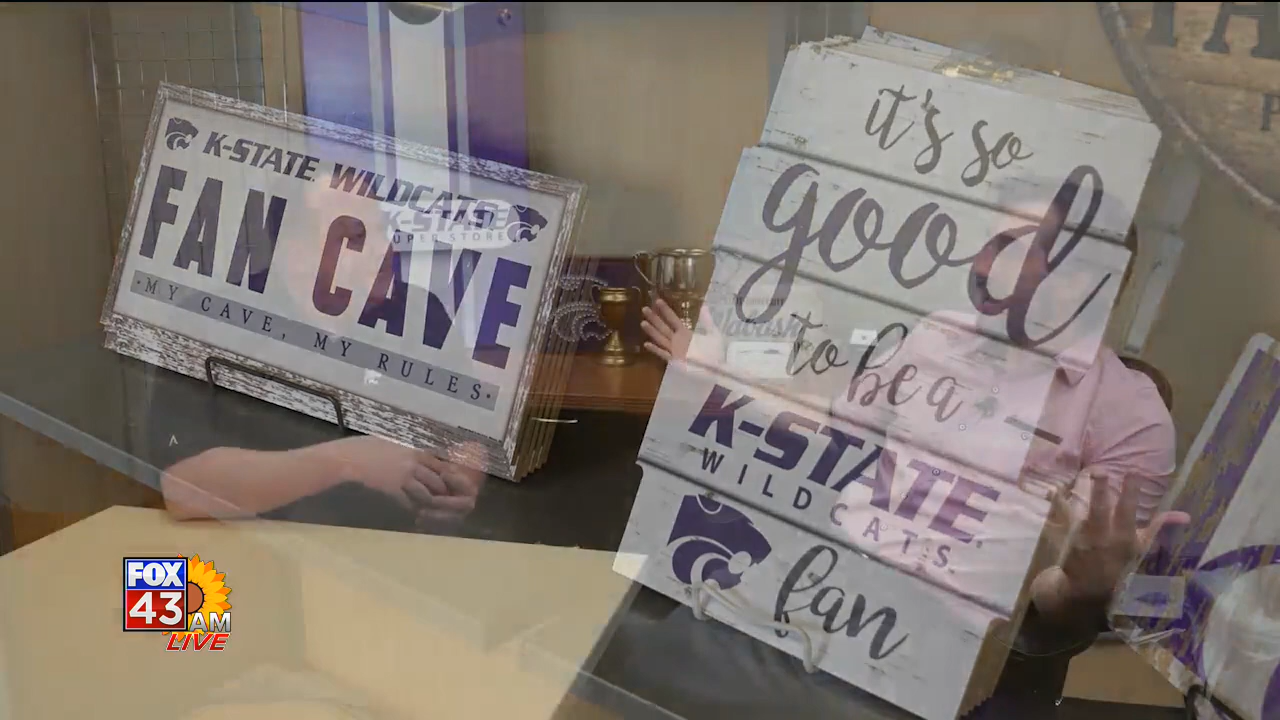 K-STATE WILDCATS
FAN CAVE
·MY CAVE, MY RULES·
K-STATE
SUPER STORE
it's so
good
to be a
K-STATE
WILDCATS
fan
Wabash
FOX
43
AM
LIVE